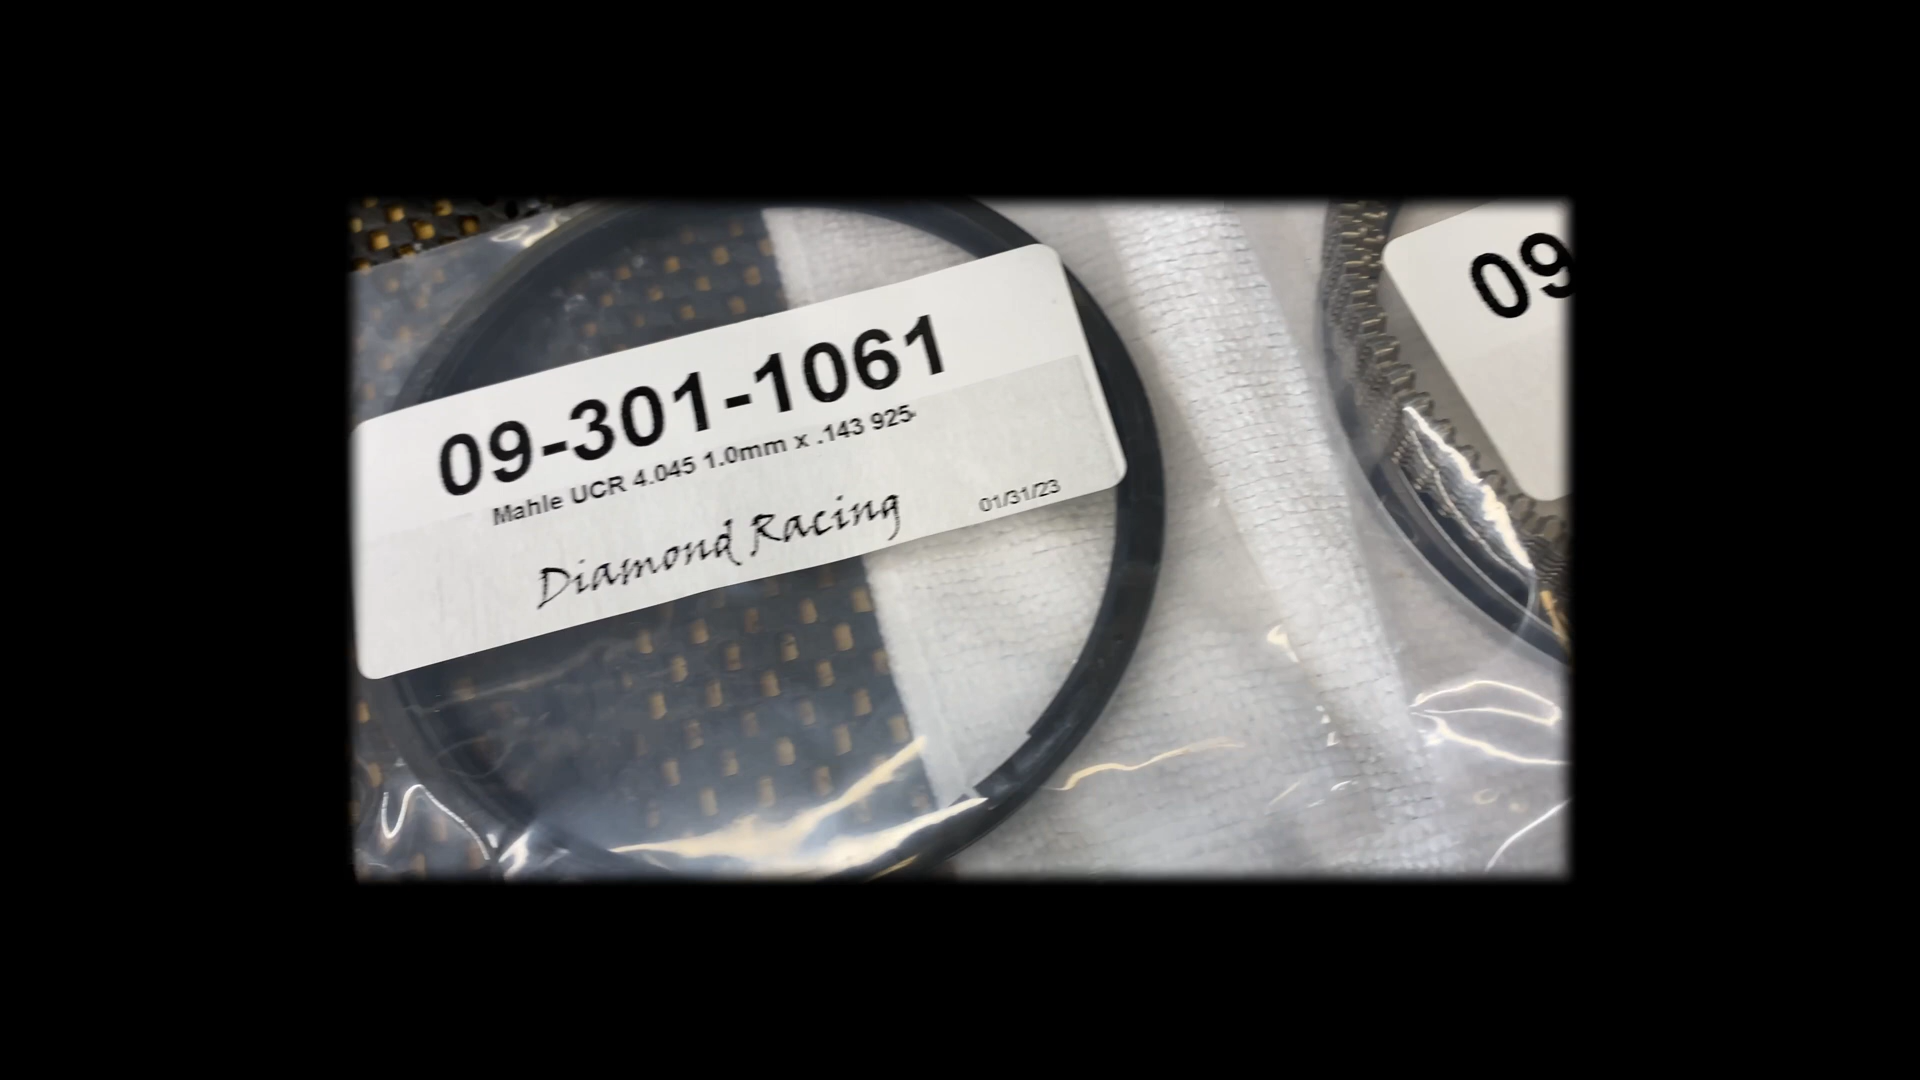 09-301-1061
Mahle UCR 4.045 1.0mm x .143 925
Diamond Racing
01/31/23
09